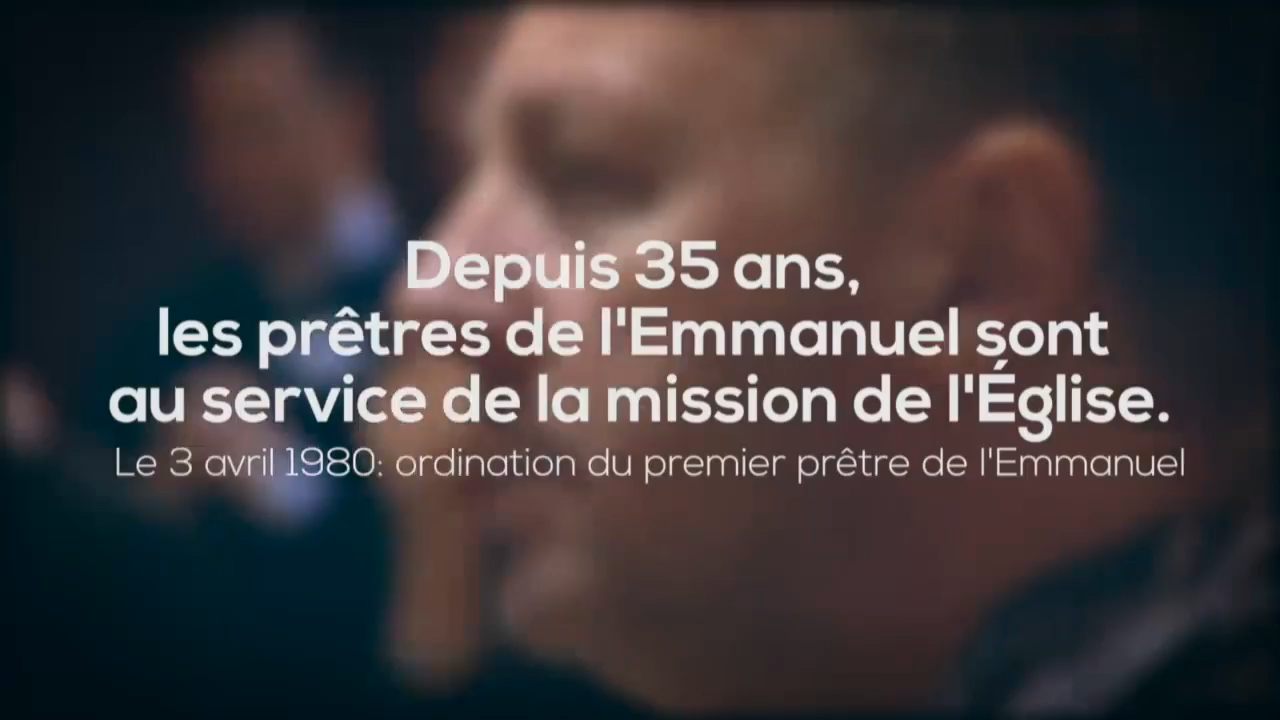 Depuis 35 ans,
les prêtres de l'Emmanuel sont
au service de la mission de l'Église.
Le 3 avril 1980: ordination du premier prêtre de l'Emmanuel